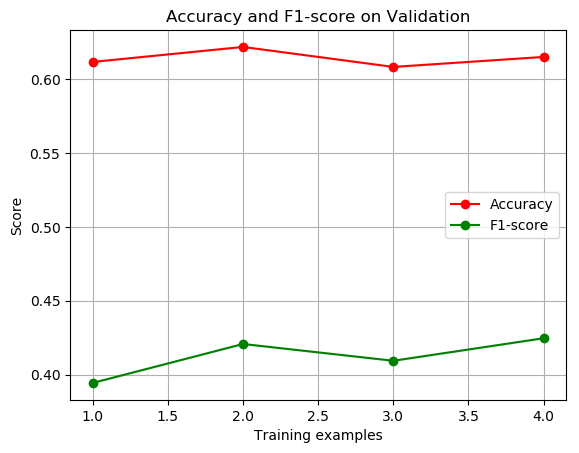 Accuracy and F1-score on Validation
0.60
0.55
0.50
0.45
0.40
Score
Accuracy
F1-score
1.0 1.5 2.0 2.5 3.0 3.5 4.0
Training examples